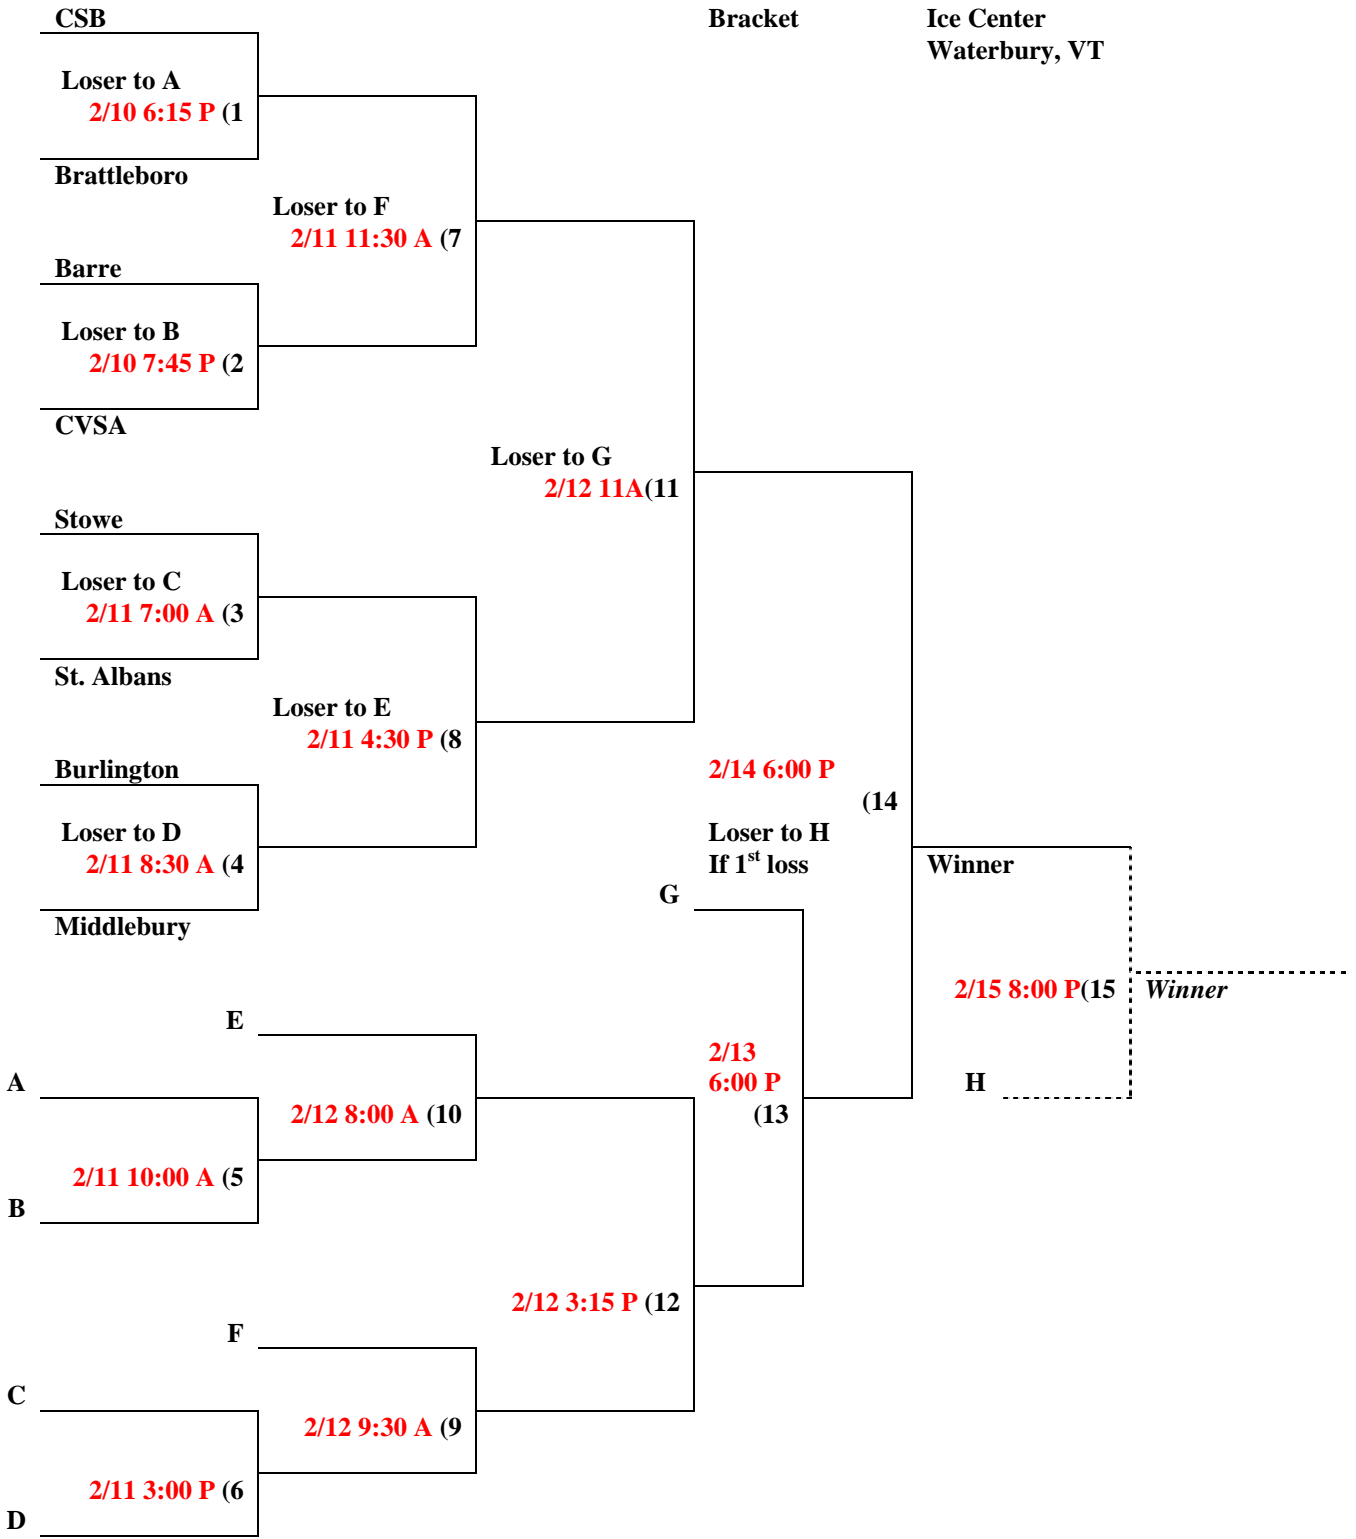 CSB
Bracket
Ice Center
Waterbury, VT
Loser to A
2/10 6:15 P (1
Brattleboro
Loser to F
2/11 11:30 A (7
Barre
Loser to B
2/10 7:45 P (2
CVSA
Loser to G
2/12 11A(11
Stowe
Loser to C
2/11 7:00 A (3
St. Albans
Loser to E
2/11 4:30 P (8
Burlington
2/14 6:00 P
(14
Loser to D
2/11 8:30 A (4
Loser to H
If 1st loss
Winner
G
Middlebury
2/15 8:00 P(15
Winner
E
2/13
6:00 P
(13
H
A
2/12 8:00 A (10
2/11 10:00 A (5
B
2/12 3:15 P (12
F
C
2/12 9:30 A (9
2/11 3:00 P (6
D